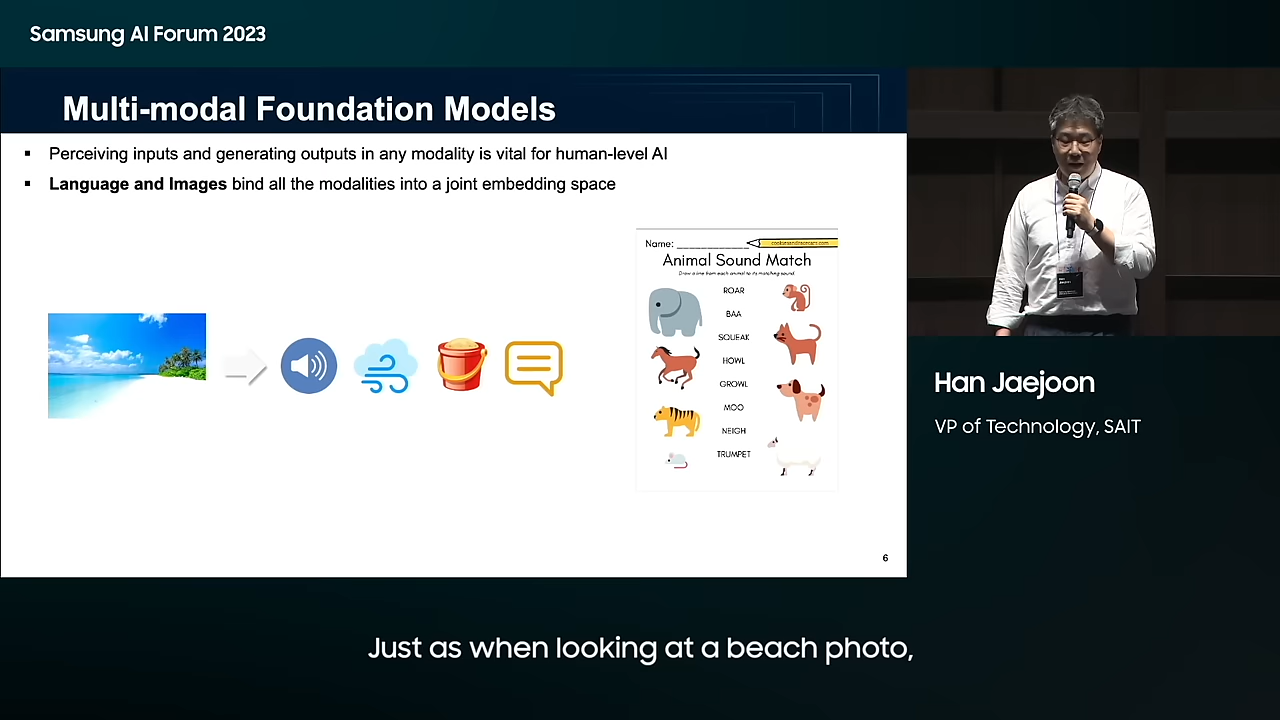 Samsung AI Forum 2023
Multi-modal Foundation Models
▪ Perceiving inputs and generating outputs in any modality is vital for human-level AI
▪ Language and Images bind all the modalities into a joint embedding space
Name:
Animal Sound Match
Draw a line from each animal to its matching sound
ROAR
BAA
SQUEAK
HOWL
GROWL
MOO
NEIGH
TRUMPET
6
Han Jaejoon
VP of Technology, SAIT
Just as when looking at a beach photo,